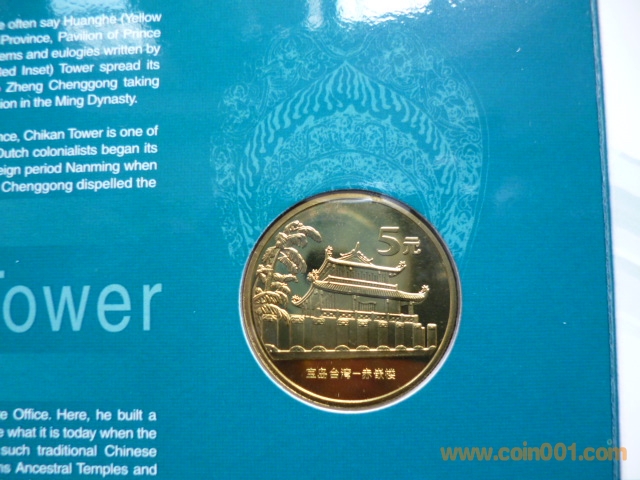 e often say Huanghe (Yellow
Province, Pavilion of Prince
ems and eulogies written by
ted Inset) Tower spread its
Zheng Chenggong taking
ion in the Ming Dynasty.
nce, Chikan Tower is one of
Dutch colonialists began its
eign period Nanming when
Chenggong dispelled the
5元
Tower
宝岛台湾-赤嵌楼
e Office. Here, he built a
e what it is today when the
such traditional Chinese
ns Ancestral Temples and
www.coin001.com